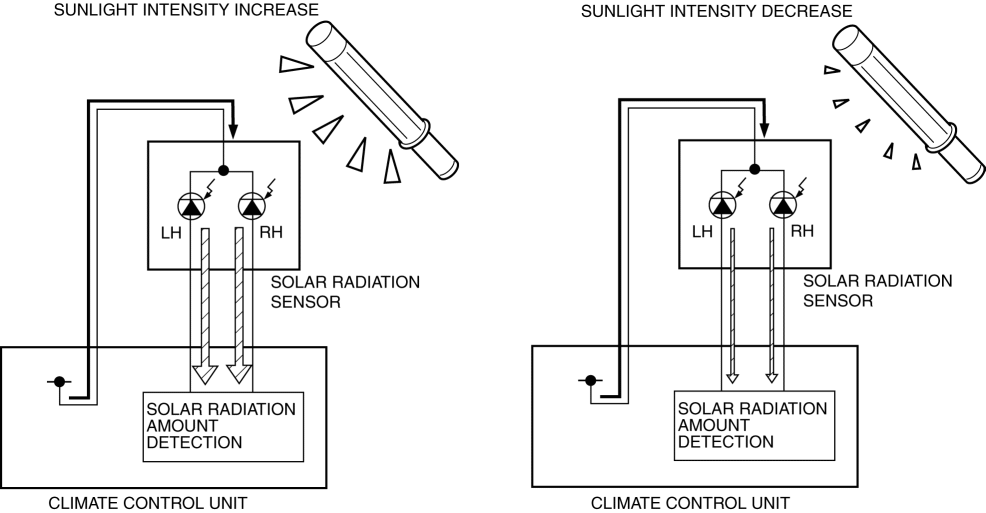 SUNLIGHT INTENSITY INCREASE
LH
RH
SOLAR RADIATION
SENSOR
SOLAR RADIATION
AMOUNT
DETECTION
CLIMATE CONTROL UNIT
SUNLIGHT INTENSITY DECREASE
LH
RH
SOLAR RADIATION
SENSOR
SOLAR RADIATION
AMOUNT
DETECTION
CLIMATE CONTROL UNIT